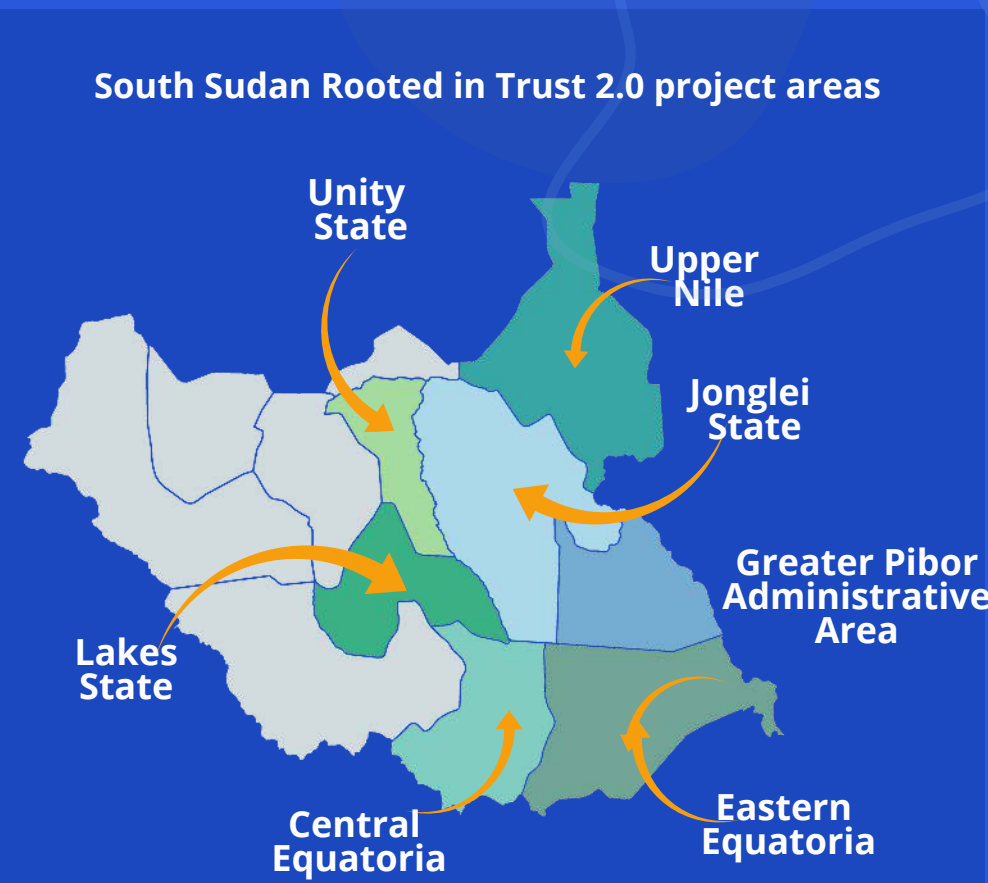 South Sudan Rooted in Trust 2.0 project areas
Unity
State
Upper
Nile
Jonglei
State
Greater Pibor
Administrative
Area
Lakes
State
Central
Equatoria
Eastern
Equatoria